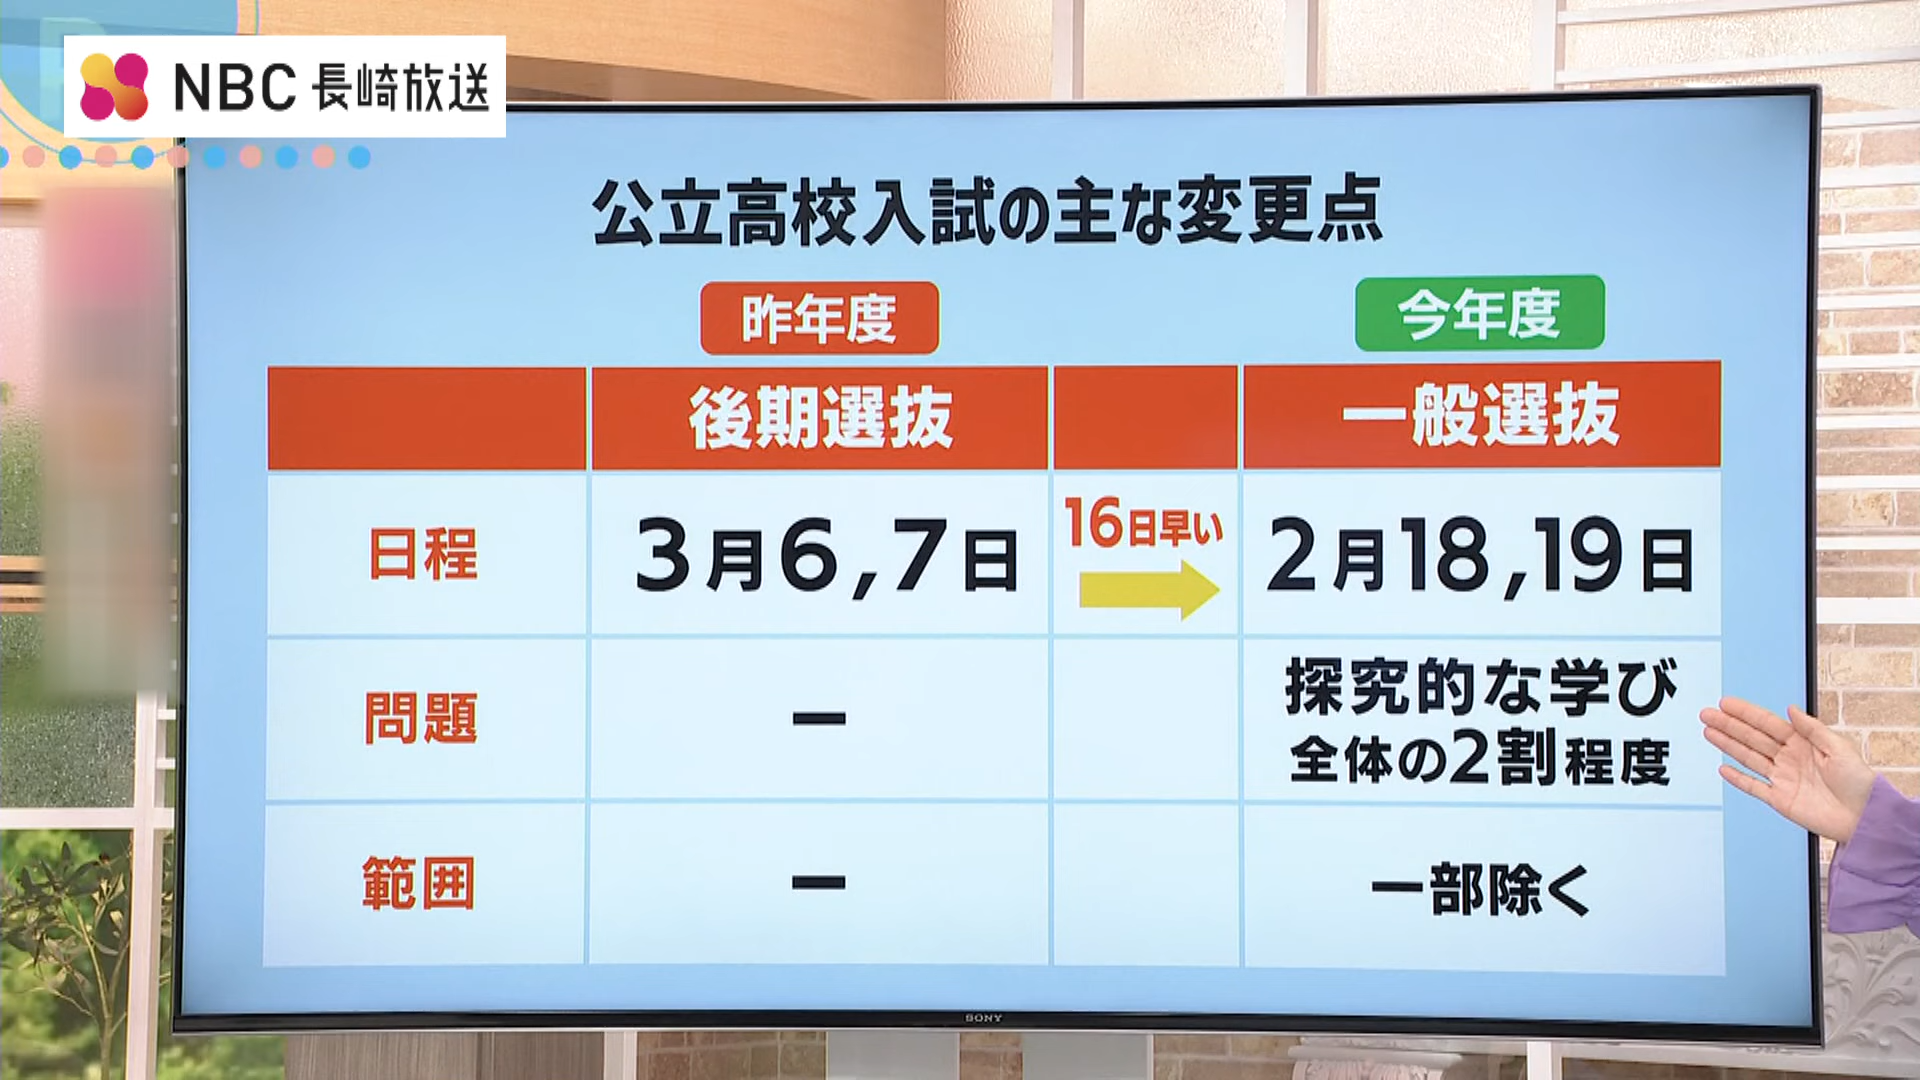 NBC 長崎放送
公立高校入試の主な変更点
昨年度
今年度
後期選抜
一般選抜
日程
3月6,7日
16日早い
2月18,19日
問題
ー
探究的な学び
全体の2割程度
範囲
ー
一部除く
SONY